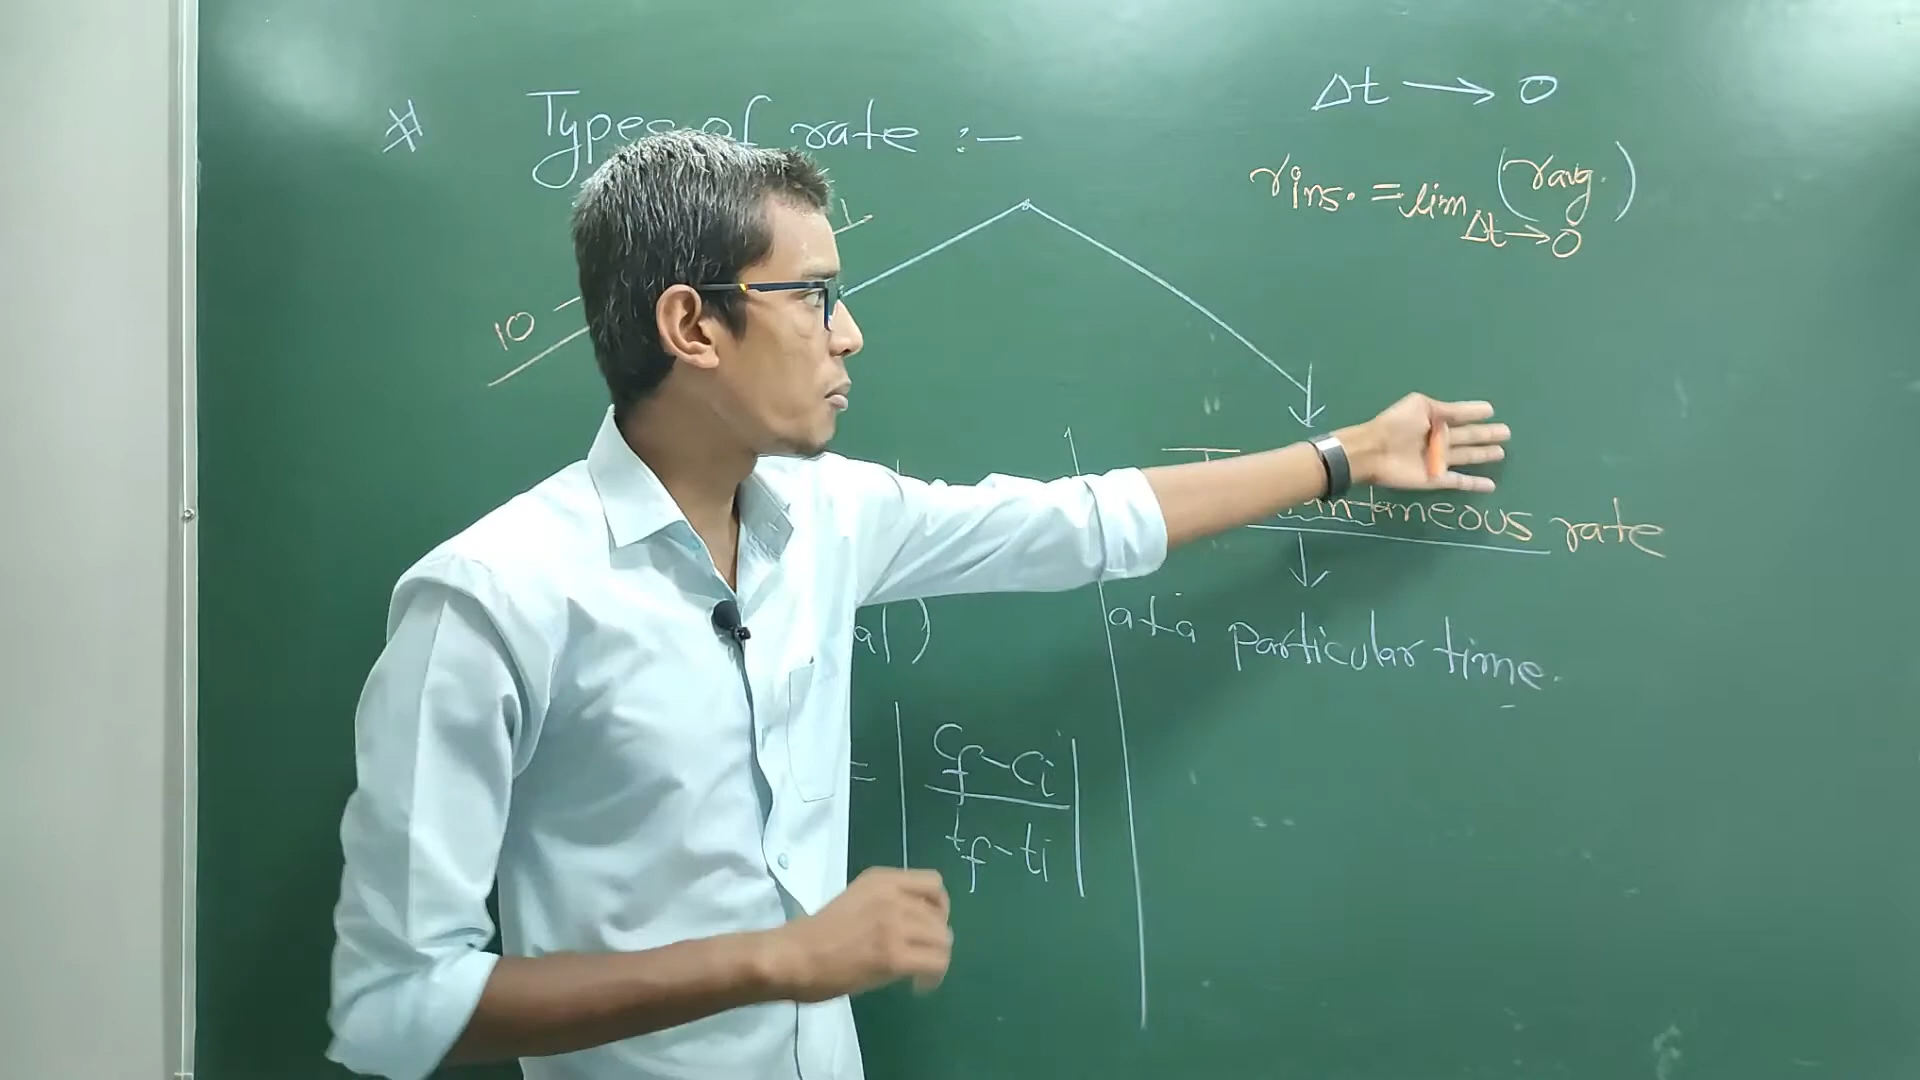 * Types of rate :-
Δt → 0
r ins. = lim Δt→0 (r avg.)
10
rate
at a particular time.
= | Cf - Ci / tf - ti |